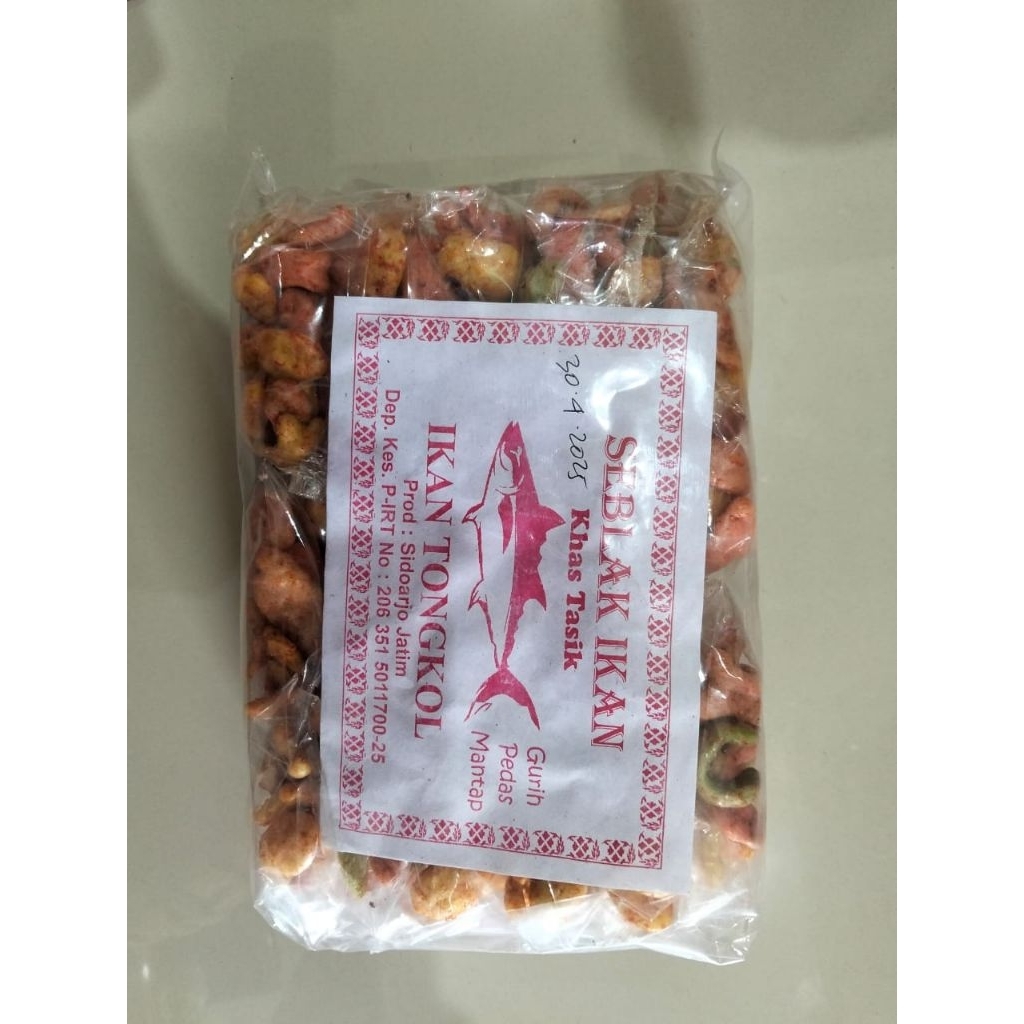 SEBLAK IKAN
30.4.2025
Khas Tasik
Gurih
Pedas
Mantap
IKAN TONGKOL
Prod : Sidoarjo Jatim
Dep. Kes. P-IRT No : 206 351 5011700-25